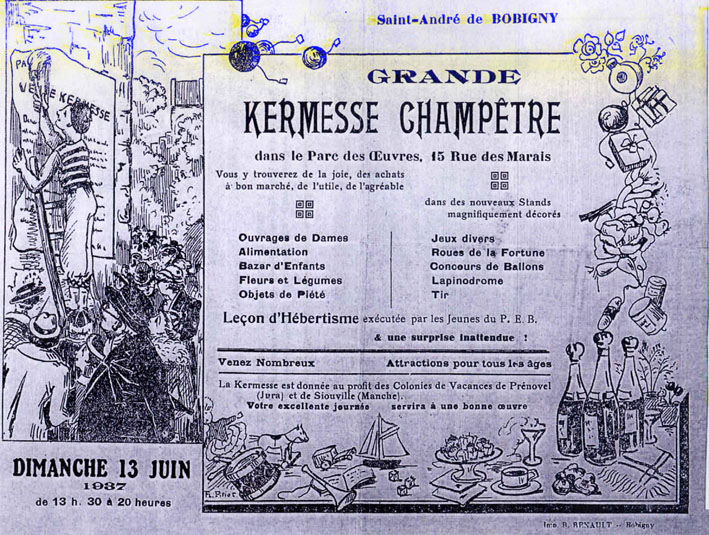 Saint-André de BOBIGNY
GRANDE
KERMESSE CHAMPÊTRE
dans le Parc des Œuvres, 15 Rue des Marais
Vous y trouverez de la joie, des achats
à bon marché, de l'utile, de l'agréable
dans des nouveaux Stands
magnifiquement décorés
Ouvrages de Dames
Alimentation
Bazar d'Enfants
Fleurs et Légumes
Objets de Piété
Jeux divers
Roues de la Fortune
Concours de Ballons
Lapinodrome
Tir
Leçon d'Hébertisme exécutée par les Jeunes du P. E. B.
& une surprise inattendue !
Venez Nombreux Attractions pour tous les âges
La Kermesse est donnée au profit des Colonies de Vacances de Prénovel
(Jura) et de Siouville (Manche).
Votre excellente journée servira à une bonne œuvre
KERMESSE
DIMANCHE 13 JUIN
1937
de 13 h. 30 à 20 heures
Imp. R. RENAULT -- Bobigny